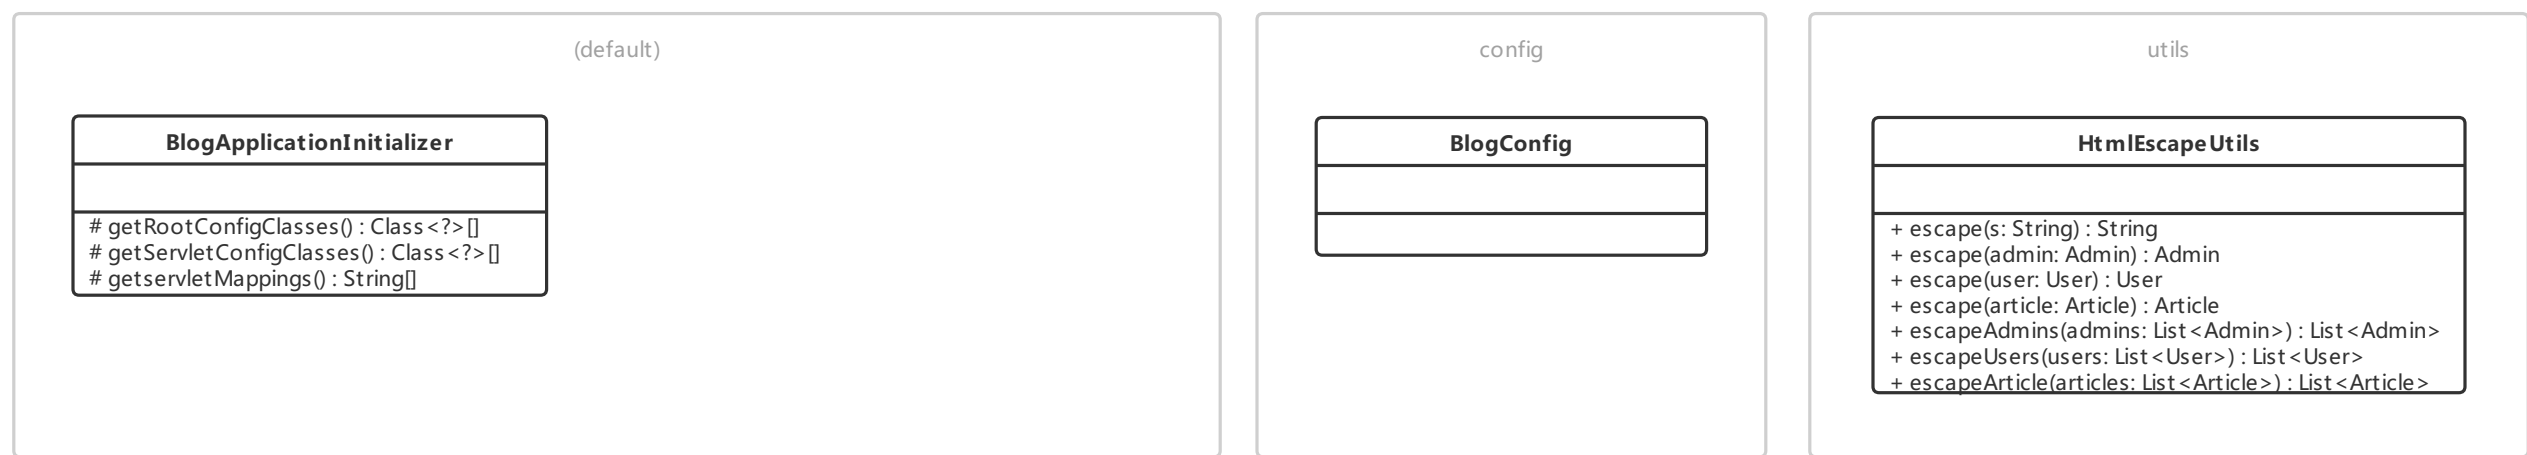 (default)
BlogApplicationInitializer
# getRootConfigClasses() : Class<?>[]
# getServletConfigClasses() : Class<?>[]
# getservletMappings() : String[]
config
BlogConfig
utils
HtmlEscapeUtils
+ escape(s: String) : String
+ escape(admin: Admin) : Admin
+ escape(user: User) : User
+ escape(article: Article) : Article
+ escapeAdmins(admins: List<Admin>) : List<Admin>
+ escapeUsers(users: List<User>) : List<User>
+ escapeArticle(articles: List<Article>) : List<Article>